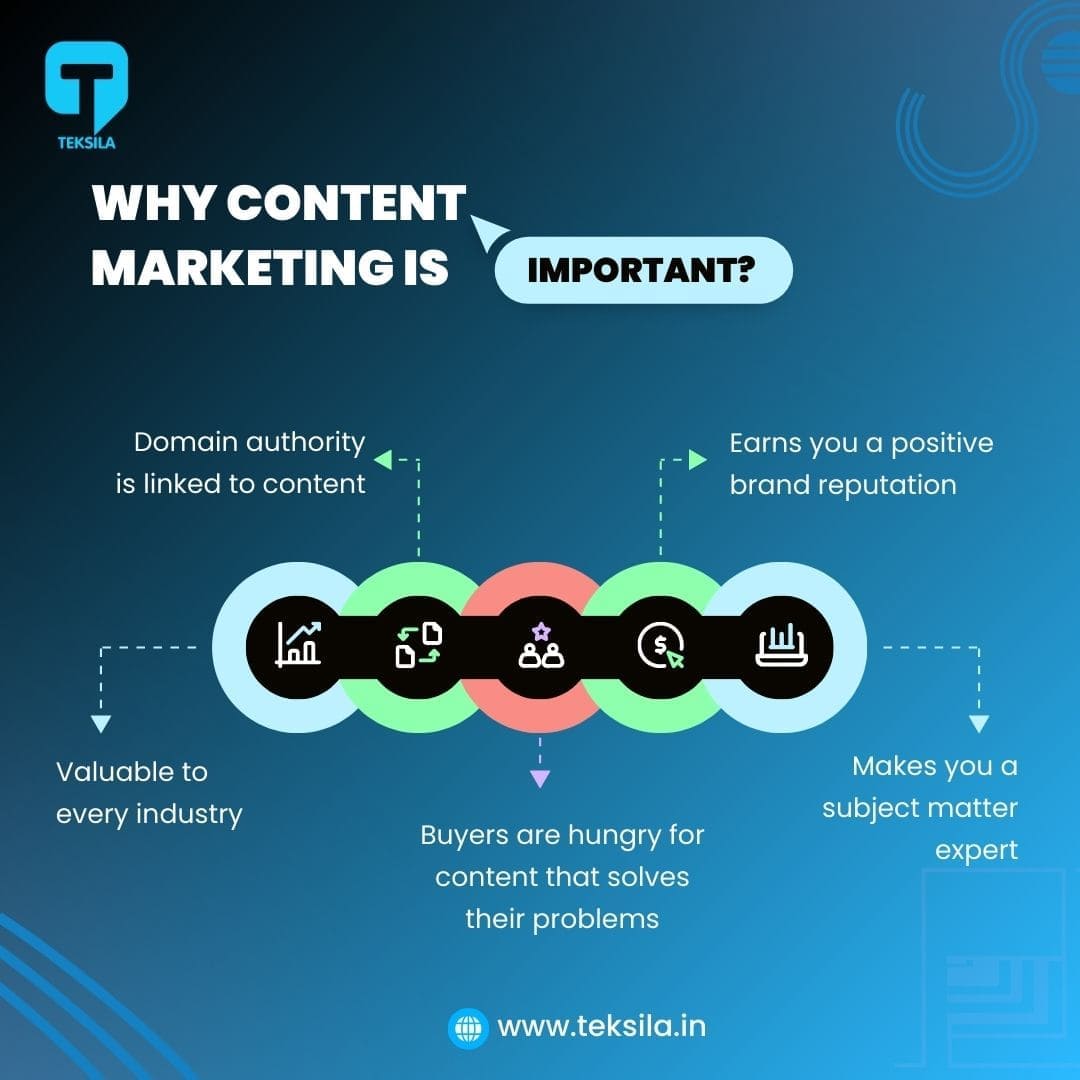 TEKSILA
WHY CONTENT
MARKETING IS
IMPORTANT?
Domain authority
is linked to content
Earns you a positive
brand reputation
Valuable to
every industry
Buyers are hungry for
content that solves
their problems
Makes you a
subject matter
expert
www.teksila.in